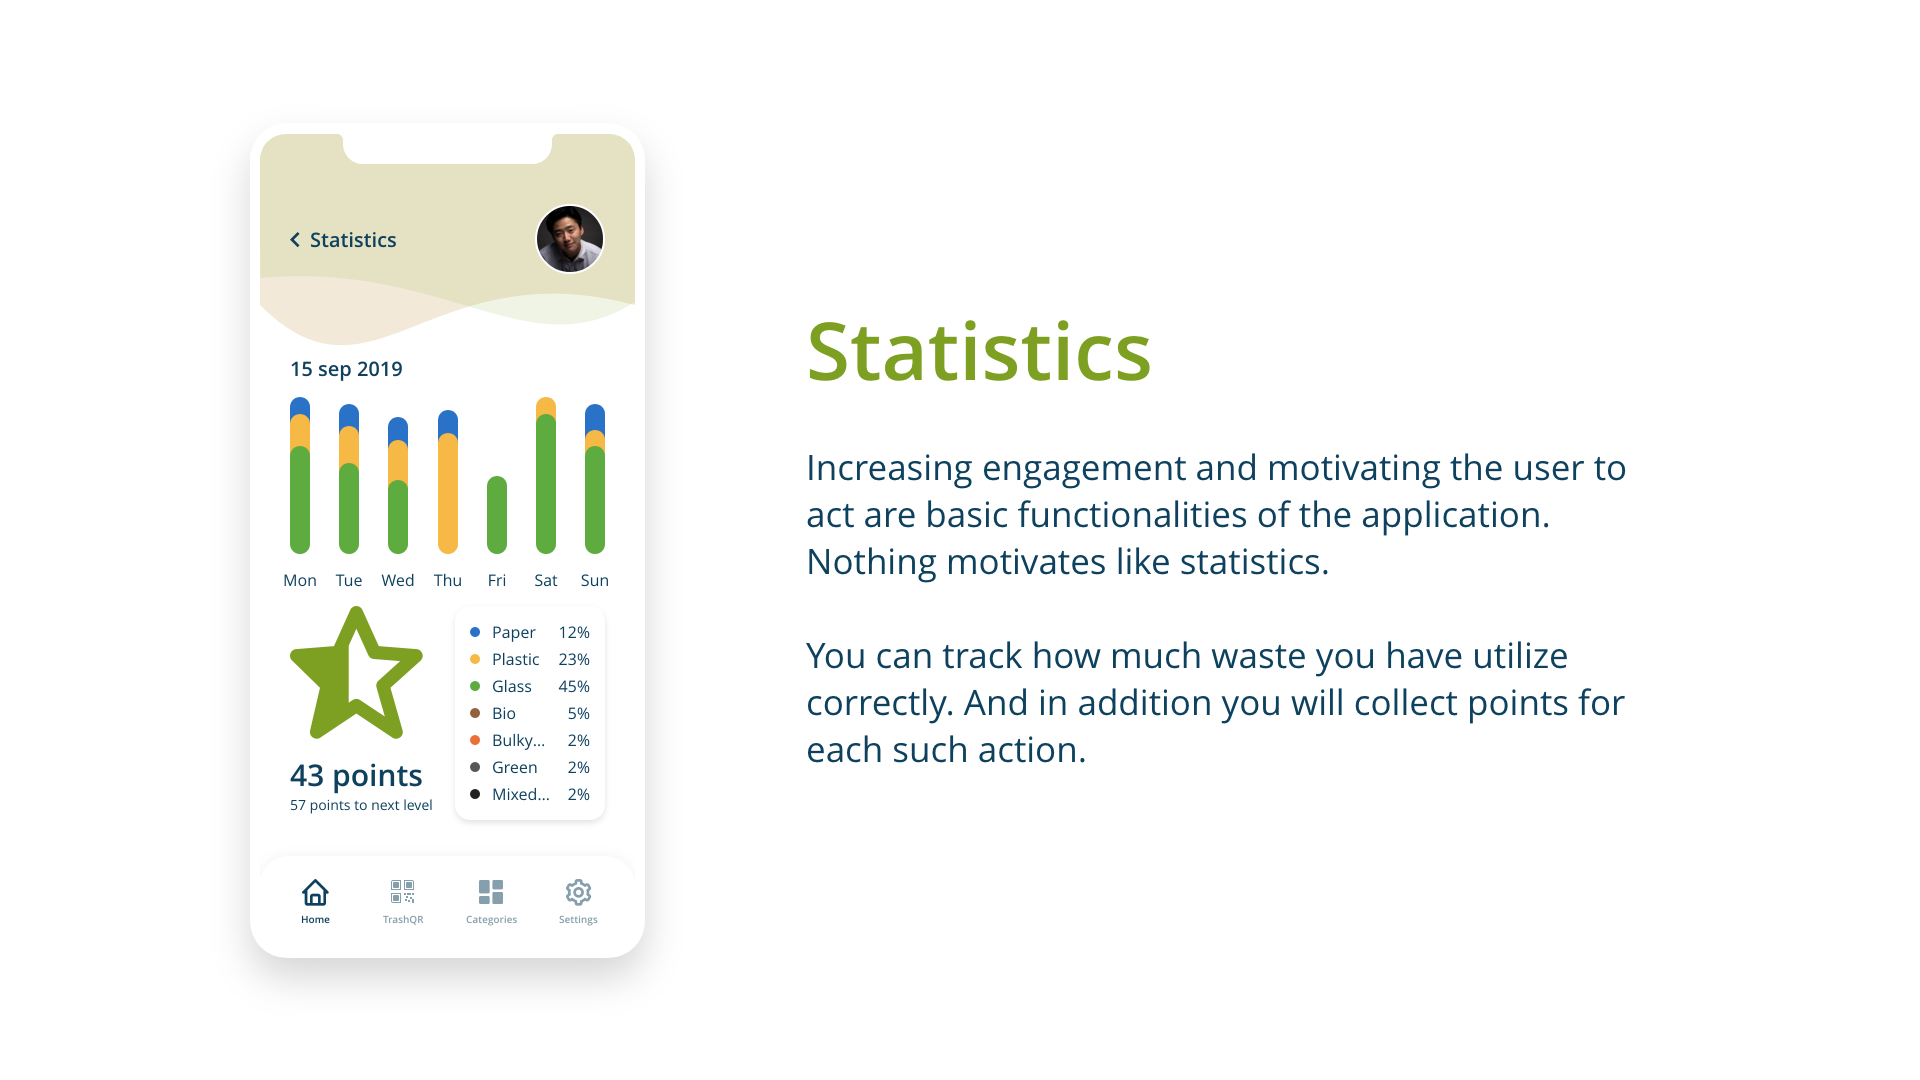 Statistics
15 sep 2019
Mon Tue Wed Thu Fri Sat Sun
43 points
57 points to next level
Paper 12%
Plastic 23%
Glass 45%
Bio 5%
Bulky... 2%
Green 2%
Mixed... 2%
Home TrashQR Categories Settings
Statistics
Increasing engagement and motivating the user to
act are basic functionalities of the application.
Nothing motivates like statistics.
You can track how much waste you have utilize
correctly. And in addition you will collect points for
each such action.